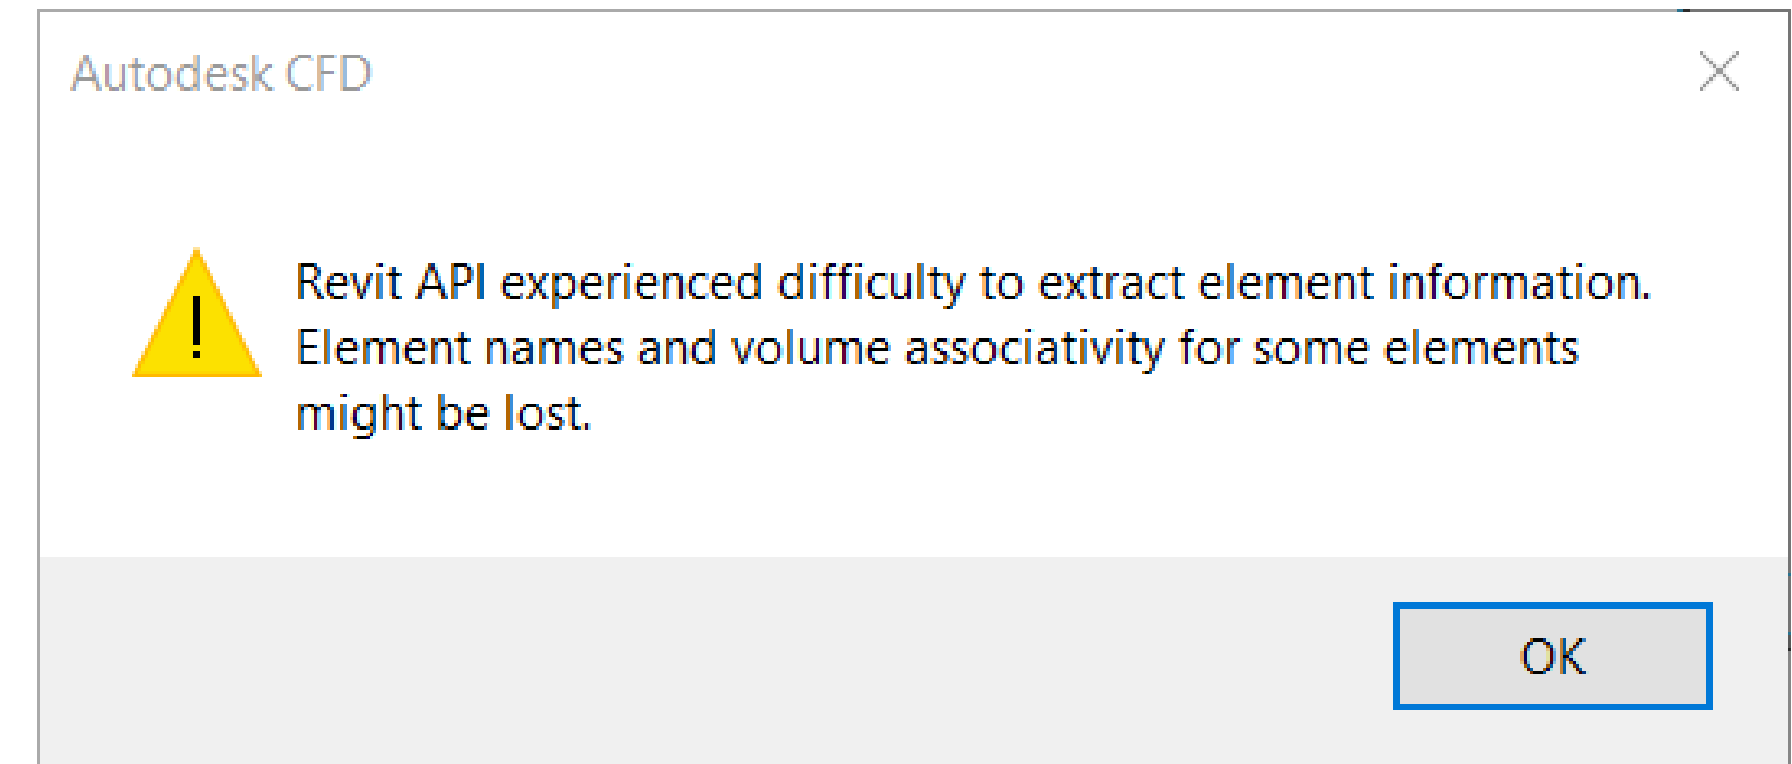 Autodesk CFD
Revit API experienced difficulty to extract element information.
Element names and volume associativity for some elements
might be lost.
OK